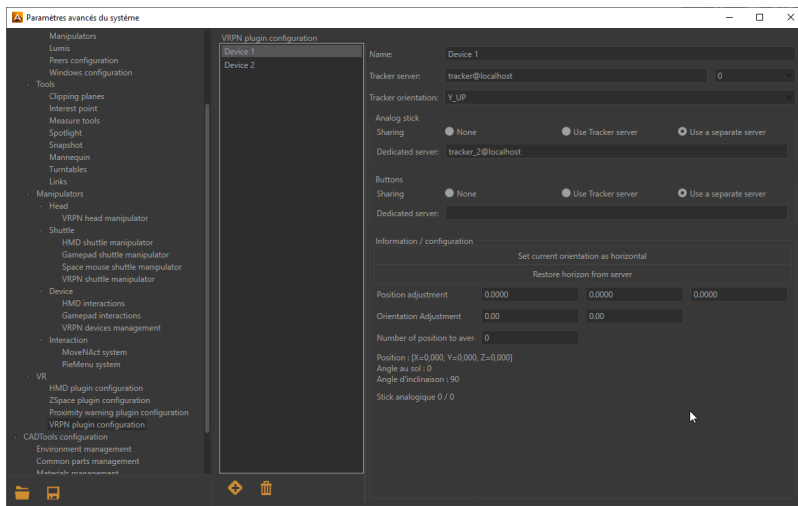 Paramètres avancés du système
Manipulators
Lumis
Peers configuration
Windows configuration
Tools
Clipping planes
Interest point
Measure tools
Spotlight
Snapshot
Mannequin
Turntables
Links
Manipulators
Head
VRPN head manipulator
Shuttle
HMD shuttle manipulator
Gamepad shuttle manipulator
Space mouse shuttle manipulator
VRPN shuttle manipulator
Device
HMD interactions
Gamepad interactions
VRPN devices management
Interaction
MoveNAct system
PieMenu system
VR
HMD plugin configuration
ZSpace plugin configuration
Proximity warning plugin configuration
VRPN plugin configuration
CADTools configuration
Environment management
Common parts management
Materials management
VRPN plugin configuration
Device 1
Device 2
Name: Device 1
Tracker server: tracker@localhost 0
Tracker orientation: Y_UP
Analog stick
Sharing None Use Tracker server Use a separate server
Dedicated server: tracker_2@localhost
Buttons
Sharing None Use Tracker server Use a separate server
Dedicated server:
Information / configuration
Set current orientation as horizontal
Restore horizon from server
Position adjustment 0.0000 0.0000 0.0000
Orientation Adjustment 0.00 0.00
Number of position to aver 0
Position : [X=0,000, Y=0,000, Z=0,000]
Angle au sol : 0
Angle d'inclinaison : 90
Stick analogique 0 / 0